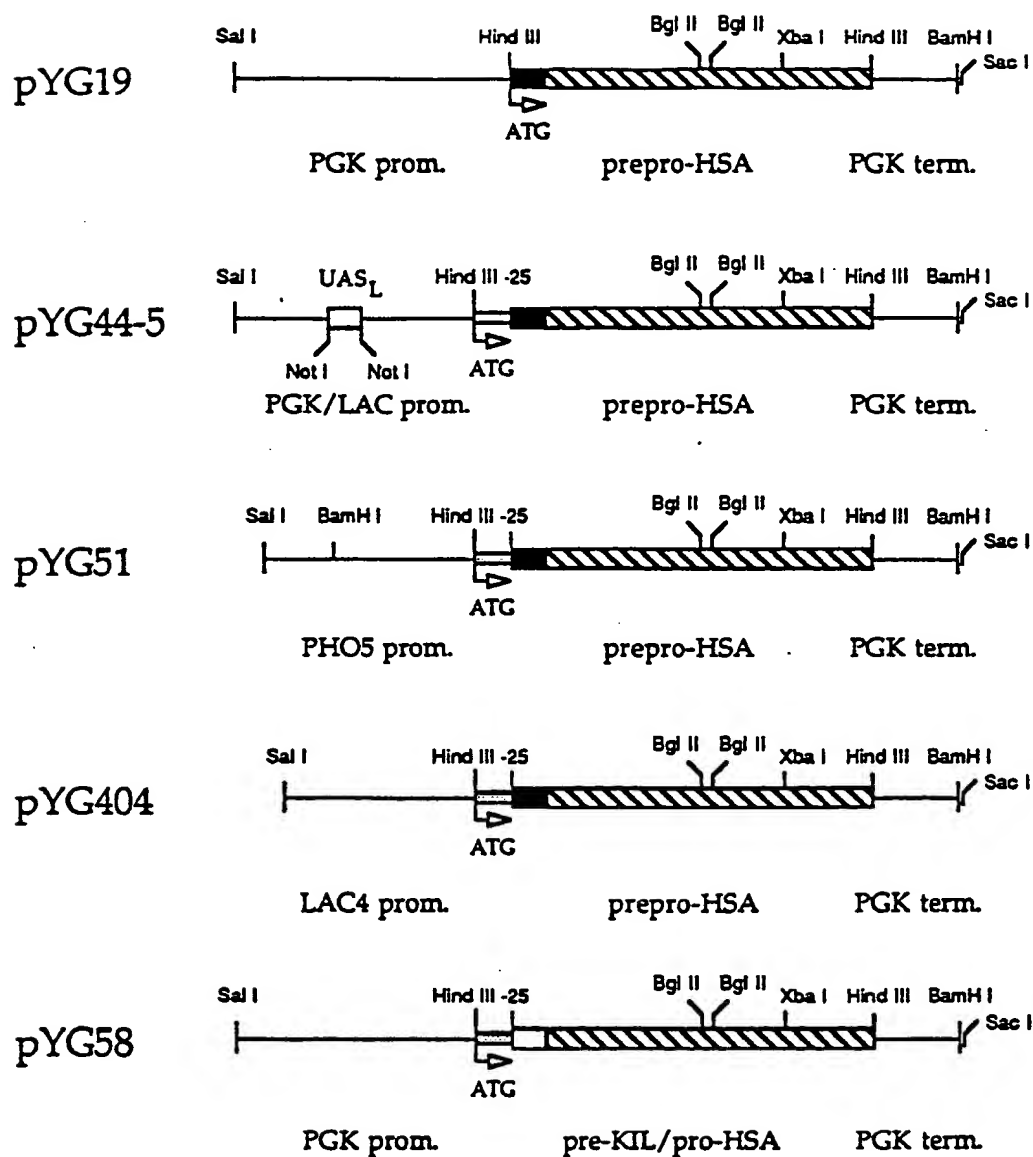 Bgl II Bgl II
Sal I Hind III Xba I Hind III BamH I
Sac I
pYG19
ATG
PGK prom. prepro-HSA PGK term.
Bgl II Bgl II
Sal I UASL Hind III -25 Xba I Hind III BamH I
Sac I
pYG44-5
Not I Not I ATG
PGK/LAC prom. prepro-HSA PGK term.
Bgl II Bgl II
Sal I BamH I Hind III -25 Xba I Hind III BamH I
Sac I
pYG51
ATG
PHO5 prom. prepro-HSA PGK term.
Bgl II Bgl II
Sal I Hind III -25 Xba I Hind III BamH I
Sac I
pYG404
ATG
LAC4 prom. prepro-HSA PGK term.
Bgl II Bgl II
Sal I Hind III -25 Xba I Hind III BamH I
Sac I
pYG58
ATG
PGK prom. pre-KIL/pro-HSA PGK term.